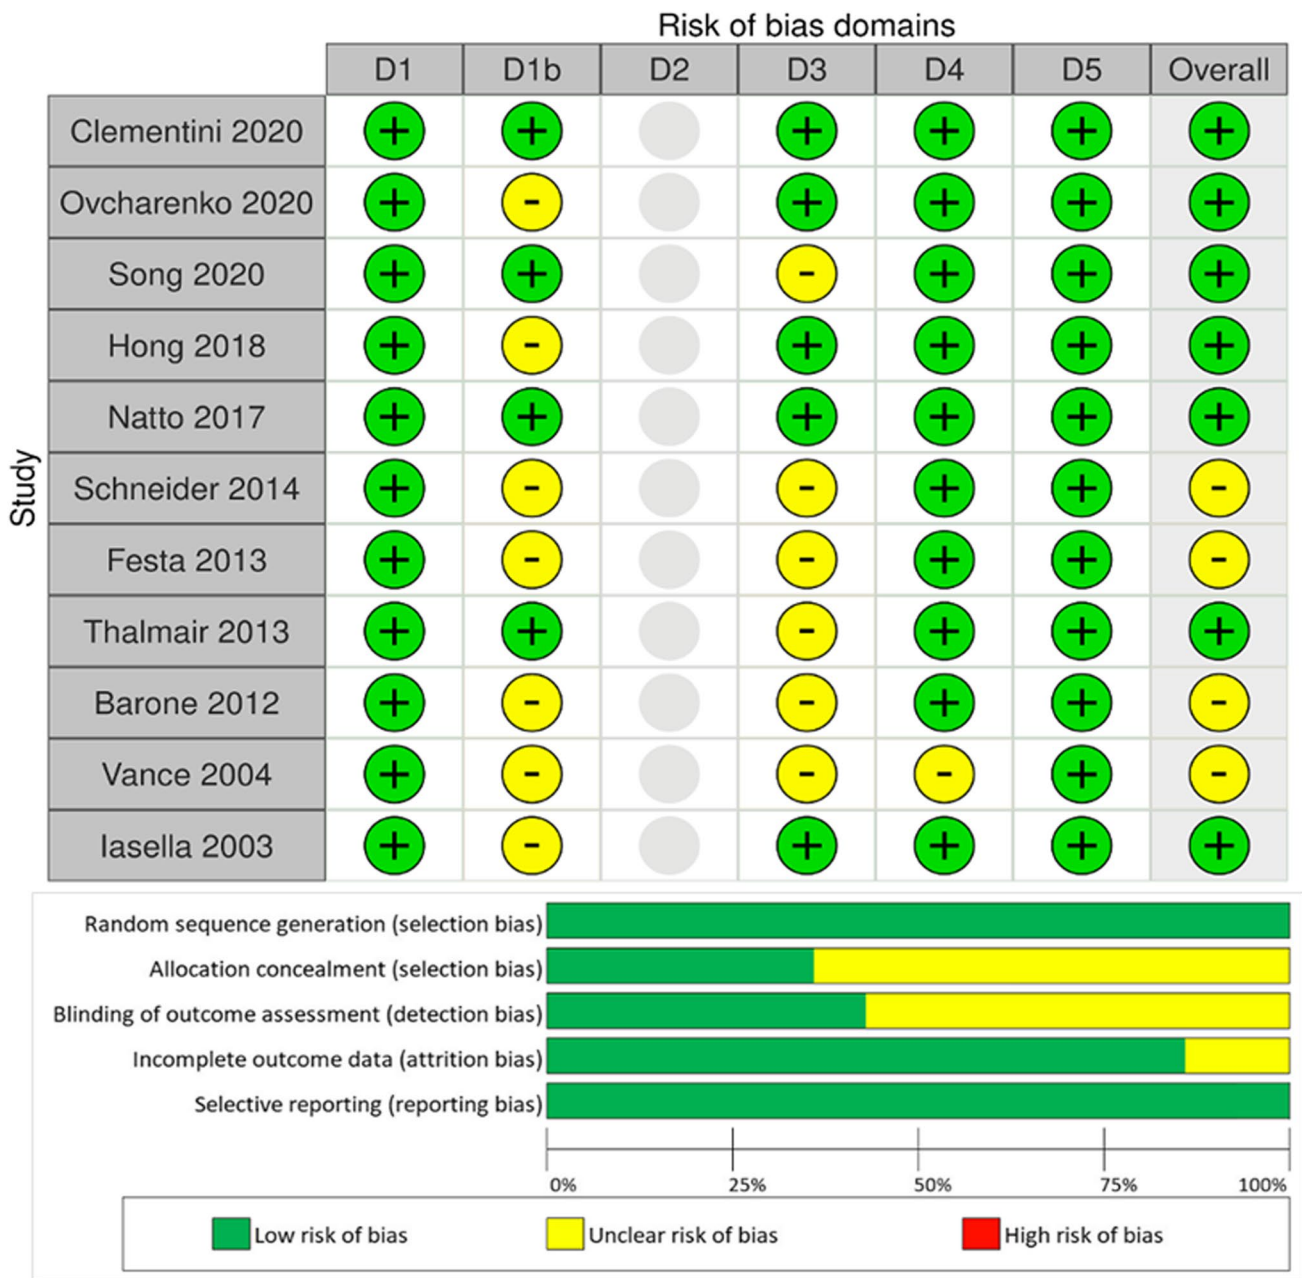 Risk of bias domains
D1 D1b D2 D3 D4 D5 Overall
Study
Clementini 2020 + + + + + +
Ovcharenko 2020 + - + + + +
Song 2020 + + - + + +
Hong 2018 + - + + + +
Natto 2017 + + + + + +
Schneider 2014 + - - + + -
Festa 2013 + - - + + -
Thalmair 2013 + + - + + +
Barone 2012 + - - + + -
Vance 2004 + - - - + -
Iasella 2003 + - + + + +
Random sequence generation (selection bias)
Allocation concealment (selection bias)
Blinding of outcome assessment (detection bias)
Incomplete outcome data (attrition bias)
Selective reporting (reporting bias)
0% 25% 50% 75% 100%
Low risk of bias Unclear risk of bias High risk of bias